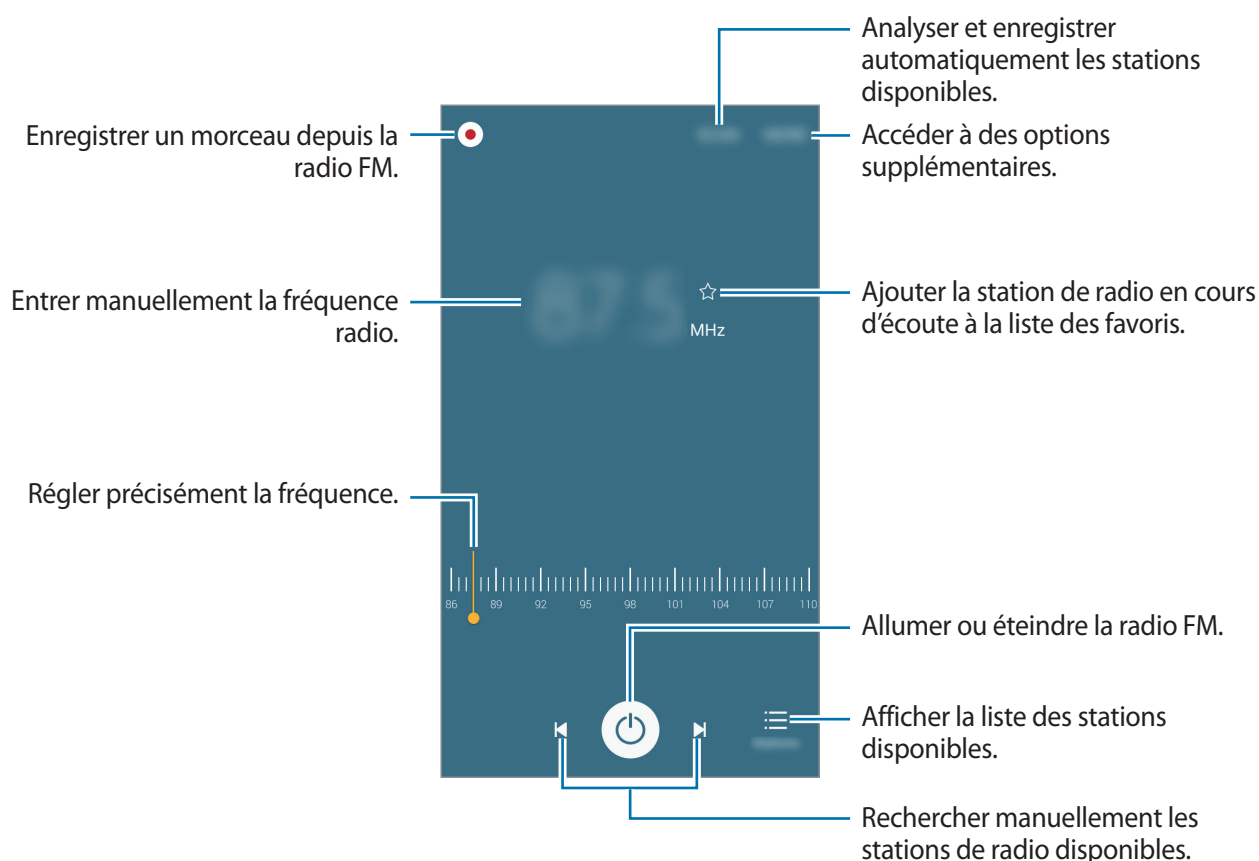 Analyser et enregistrer
automatiquement les stations
disponibles.
Enregistrer un morceau depuis la
radio FM.
Accéder à des options
supplémentaires.
Entrer manuellement la fréquence
radio.
87.5
MHz
Ajouter la station de radio en cours
d’écoute à la liste des favoris.
Régler précisément la fréquence.
86 89 92 95 98 101 104 107 110
Allumer ou éteindre la radio FM.
Afficher la liste des stations
disponibles.
Rechercher manuellement les
stations de radio disponibles.